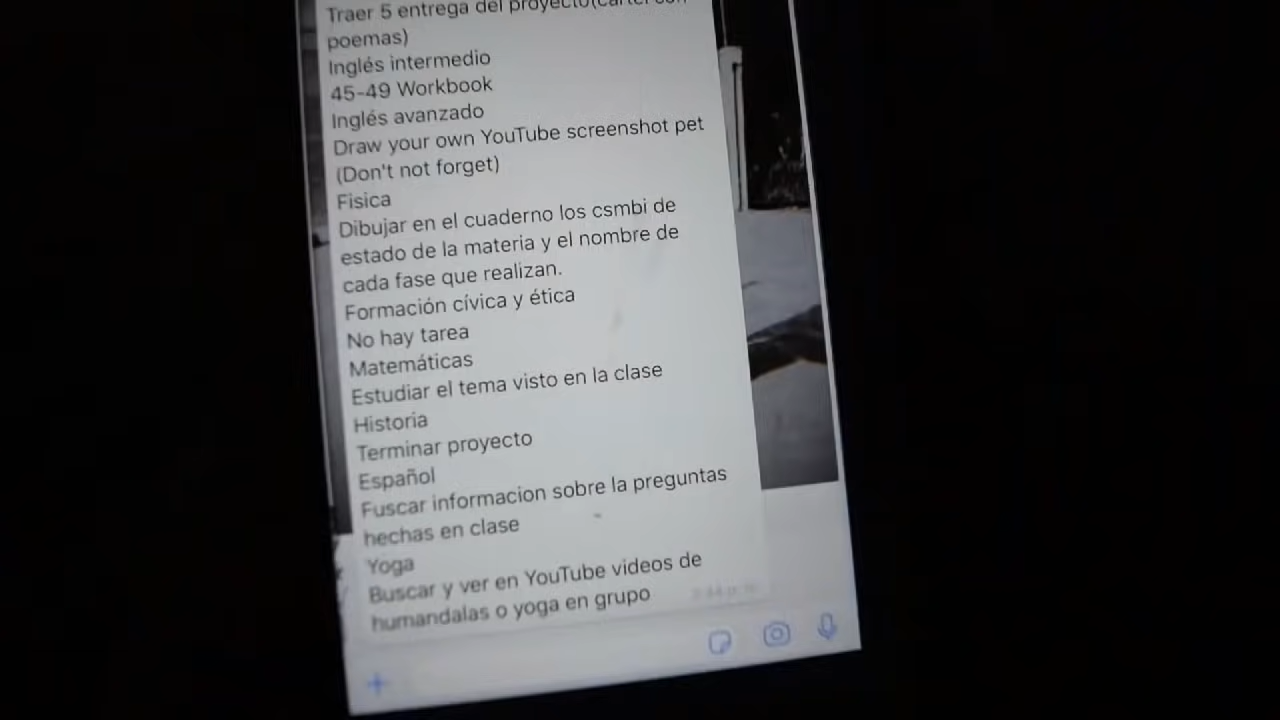 Traer 5 entrega del proyecto(cartel con
poemas)
Inglés intermedio
45-49 Workbook
Inglés avanzado
Draw your own YouTube screenshot pet
(Don't not forget)
Fisica
Dibujar en el cuaderno los csmbi de
estado de la materia y el nombre de
cada fase que realizan.
Formación cívica y ética
No hay tarea
Matemáticas
Estudiar el tema visto en la clase
Historia
Terminar proyecto
Español
Fuscar informacion sobre la preguntas
hechas en clase
Yoga
Buscar y ver en YouTube videos de
humandalas o yoga en grupo